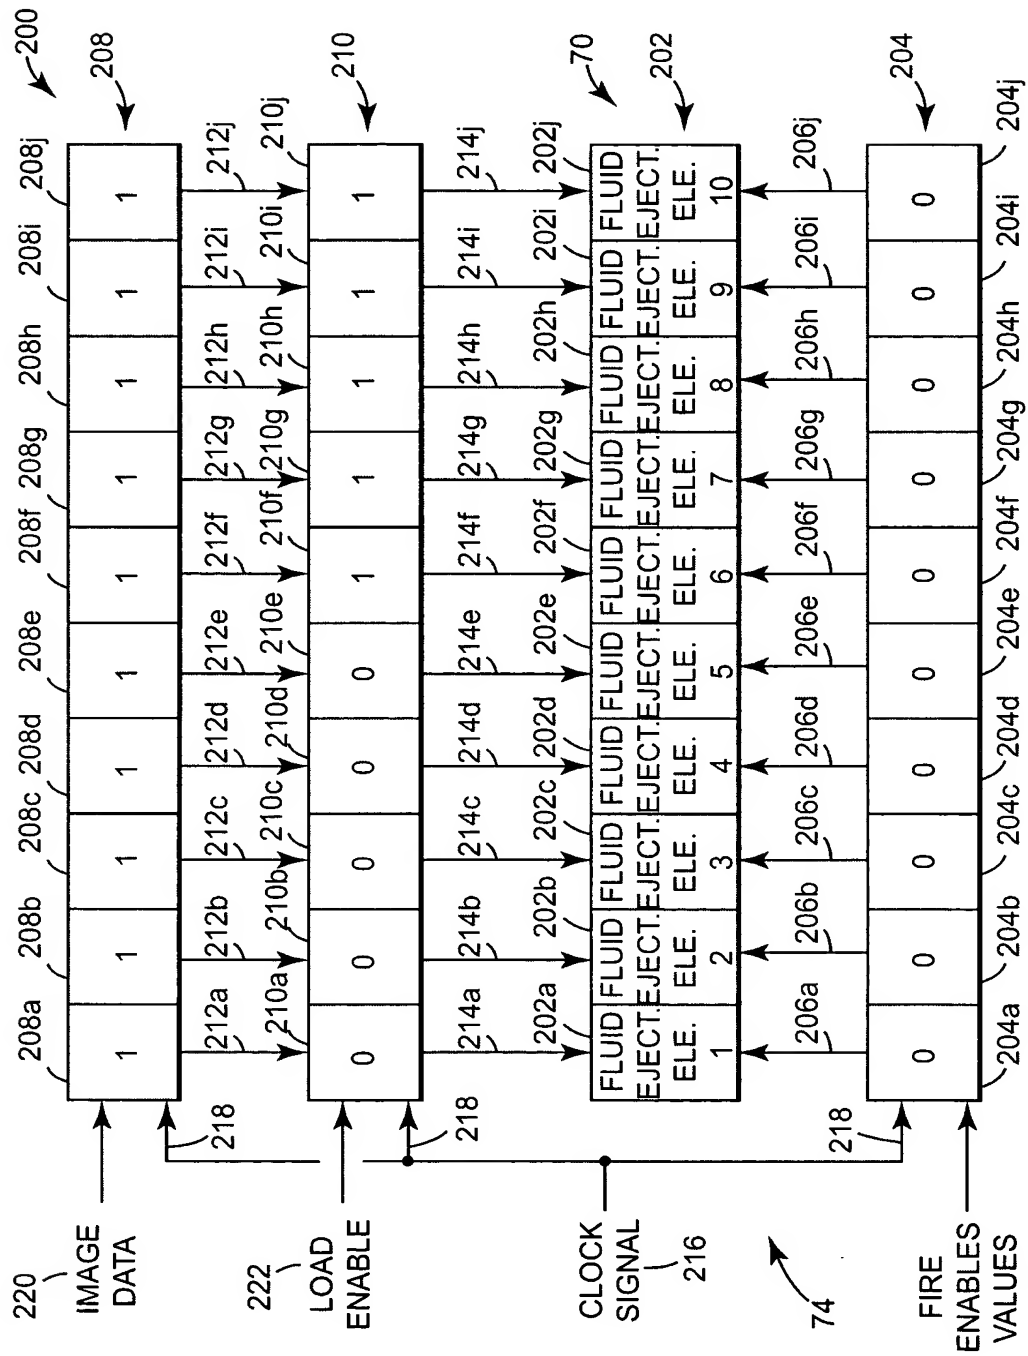 200
208a 208b 208c 208d 208e 208f 208g 208h 208i 208j
208
220
IMAGE
DATA
1 1 1 1 1 1 1 1 1 1
218
212a 212b 212c 212d 212e 212f 212g 212h 212i 212j
210a 210b 210c 210d 210e 210f 210g 210h 210i 210j
210
222
LOAD
ENABLE
0 0 0 0 0 1 1 1 1 1
218
214a 214b 214c 214d 214e 214f 214g 214h 214i 214j
70
202a 202b 202c 202d 202e 202f 202g 202h 202i 202j
202
CLOCK
SIGNAL
216
FLUID FLUID FLUID FLUID FLUID FLUID FLUID FLUID FLUID FLUID
EJECT. EJECT. EJECT. EJECT. EJECT. EJECT. EJECT. EJECT. EJECT. EJECT.
ELE. ELE. ELE. ELE. ELE. ELE. ELE. ELE. ELE. ELE.
1 2 3 4 5 6 7 8 9 10
206a 206b 206c 206d 206e 206f 206g 206h 206i 206j
74
218
204
0 0 0 0 0 0 0 0 0 0
FIRE
ENABLES
VALUES
204a 204b 204c 204d 204e 204f 204g 204h 204i 204j